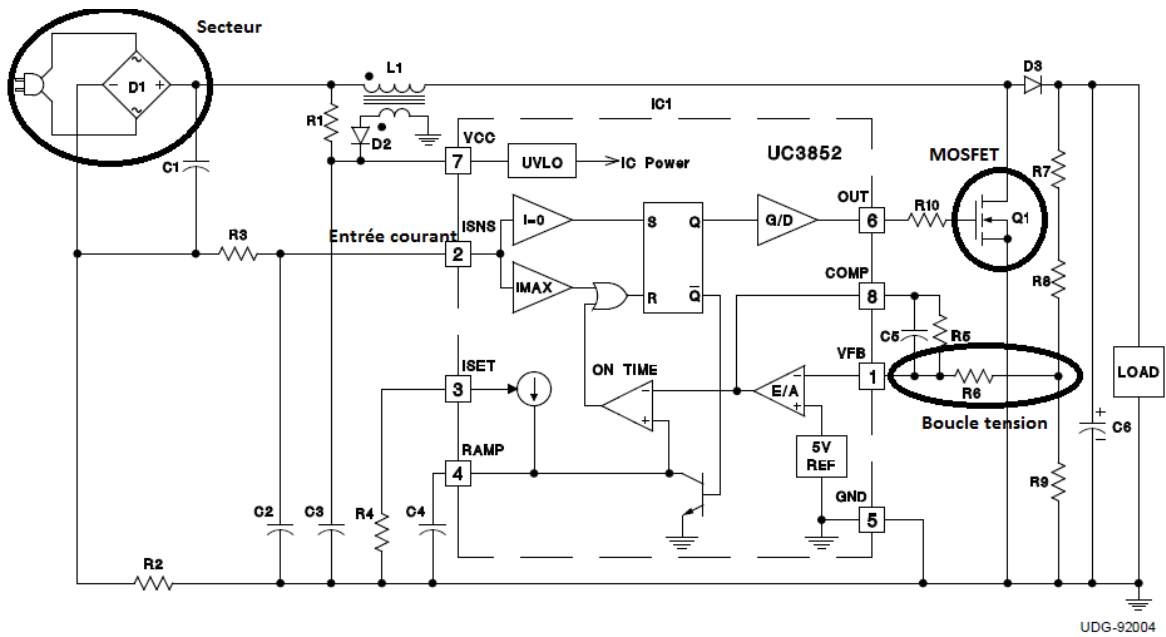 Secteur
L1
D3
D1
IC1
R1
D2
VCC
UC3852
MOSFET
C1
7
UVLO
IC Power
R7
OUT
ISNS
I=0
S
Q
G/D
6
R10
Q1
Entrée courant
R3
2
COMP
IMAX
R
Q
8
R8
C5
R5
VFB
ISET
ON TIME
1
LOAD
3
−
E/A
−
R6
+
+
Boucle tension
+
C6
−
RAMP
5V
REF
4
GND
R9
C2
C3
R4
C4
5
R2
UDG-92004